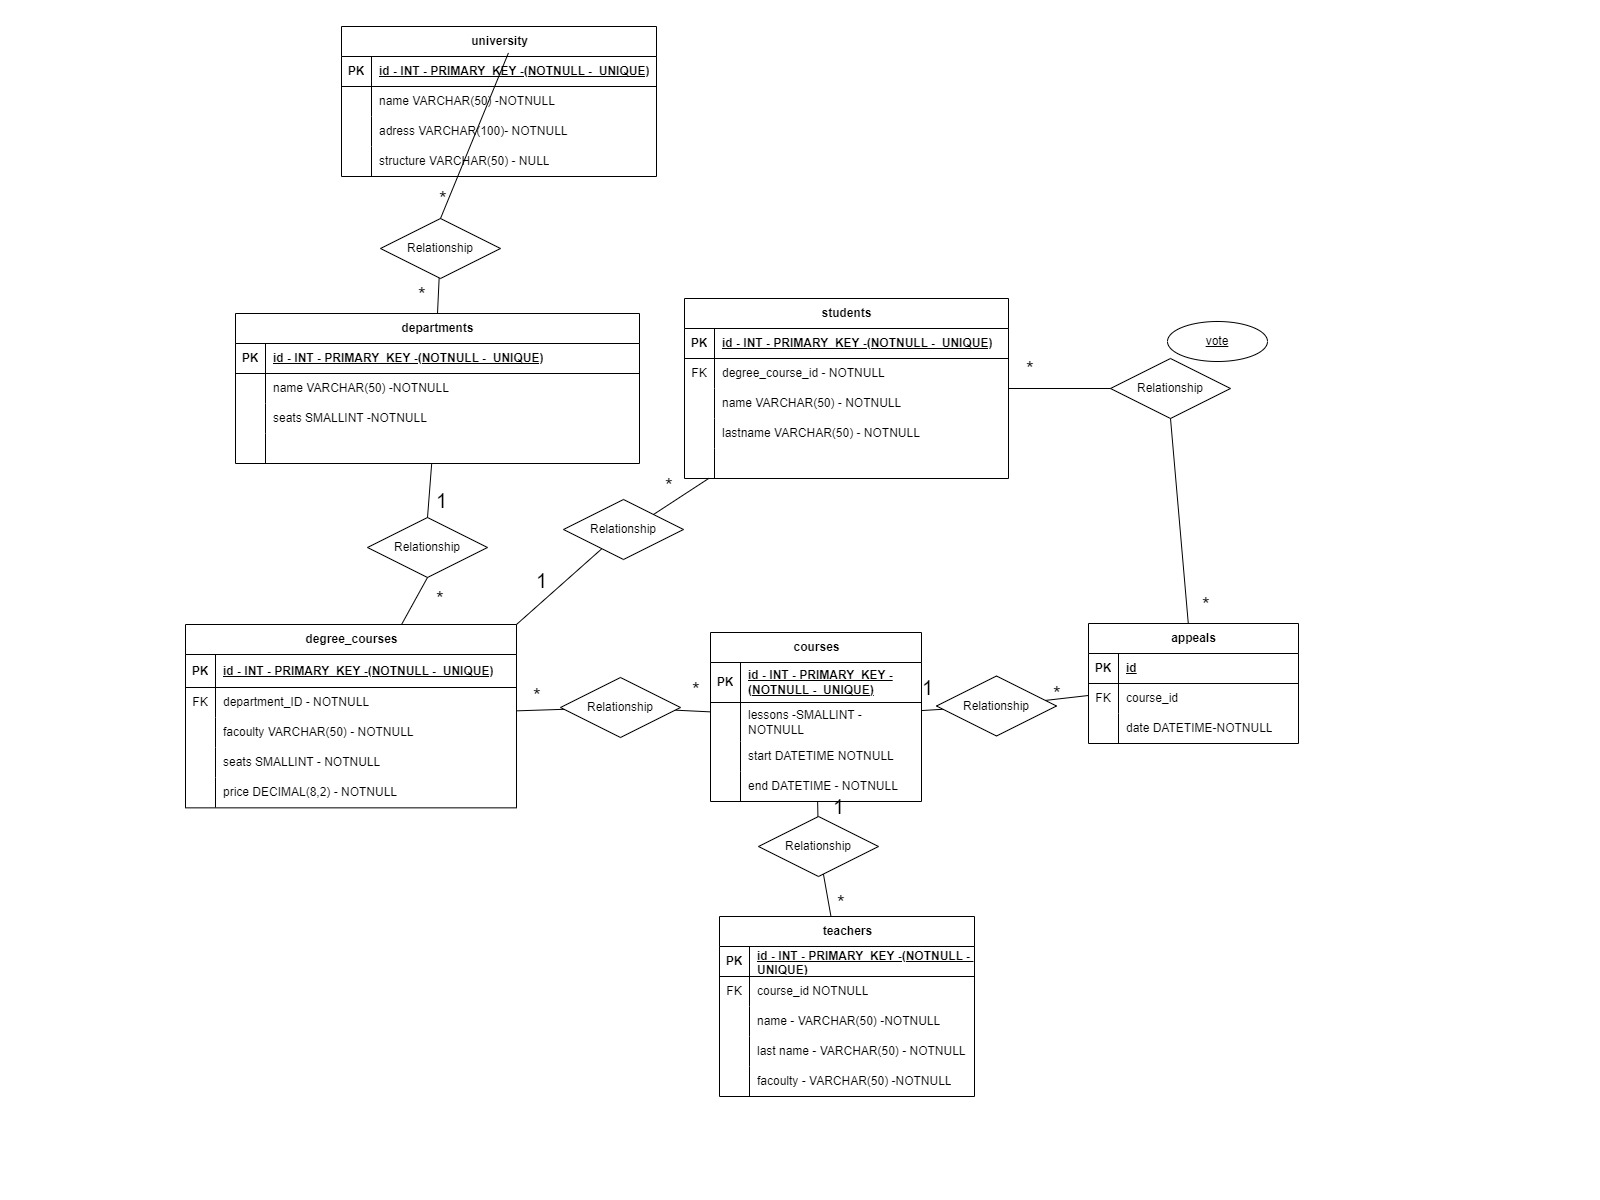 university
PK id - INT - PRIMARY_KEY -(NOTNULL - _UNIQUE)
name VARCHAR(50) -NOTNULL
adress VARCHAR(100)- NOTNULL
structure VARCHAR(50) - NULL
*
Relationship
*
departments
PK id - INT - PRIMARY_KEY -(NOTNULL - _UNIQUE)
name VARCHAR(50) -NOTNULL
seats SMALLINT -NOTNULL
1
Relationship
*
students
PK id - INT - PRIMARY_KEY -(NOTNULL - _UNIQUE)
FK degree_course_id - NOTNULL
name VARCHAR(50) - NOTNULL
lastname VARCHAR(50) - NOTNULL
*
Relationship
1
vote
*
Relationship
*
degree_courses
PK id - INT - PRIMARY_KEY -(NOTNULL - _UNIQUE)
FK department_ID - NOTNULL
facoulty VARCHAR(50) - NOTNULL
seats SMALLINT - NOTNULL
price DECIMAL(8,2) - NOTNULL
*
Relationship
*
courses
PK id - INT - PRIMARY_KEY -
(NOTNULL - _UNIQUE)
lessons -SMALLINT -
NOTNULL
start DATETIME NOTNULL
end DATETIME - NOTNULL
1
Relationship
*
appeals
PK id
FK course_id
date DATETIME-NOTNULL
1
Relationship
*
teachers
PK id - INT - PRIMARY_KEY -(NOTNULL -
UNIQUE)
FK course_id NOTNULL
name - VARCHAR(50) -NOTNULL
last name - VARCHAR(50) - NOTNULL
facoulty - VARCHAR(50) -NOTNULL